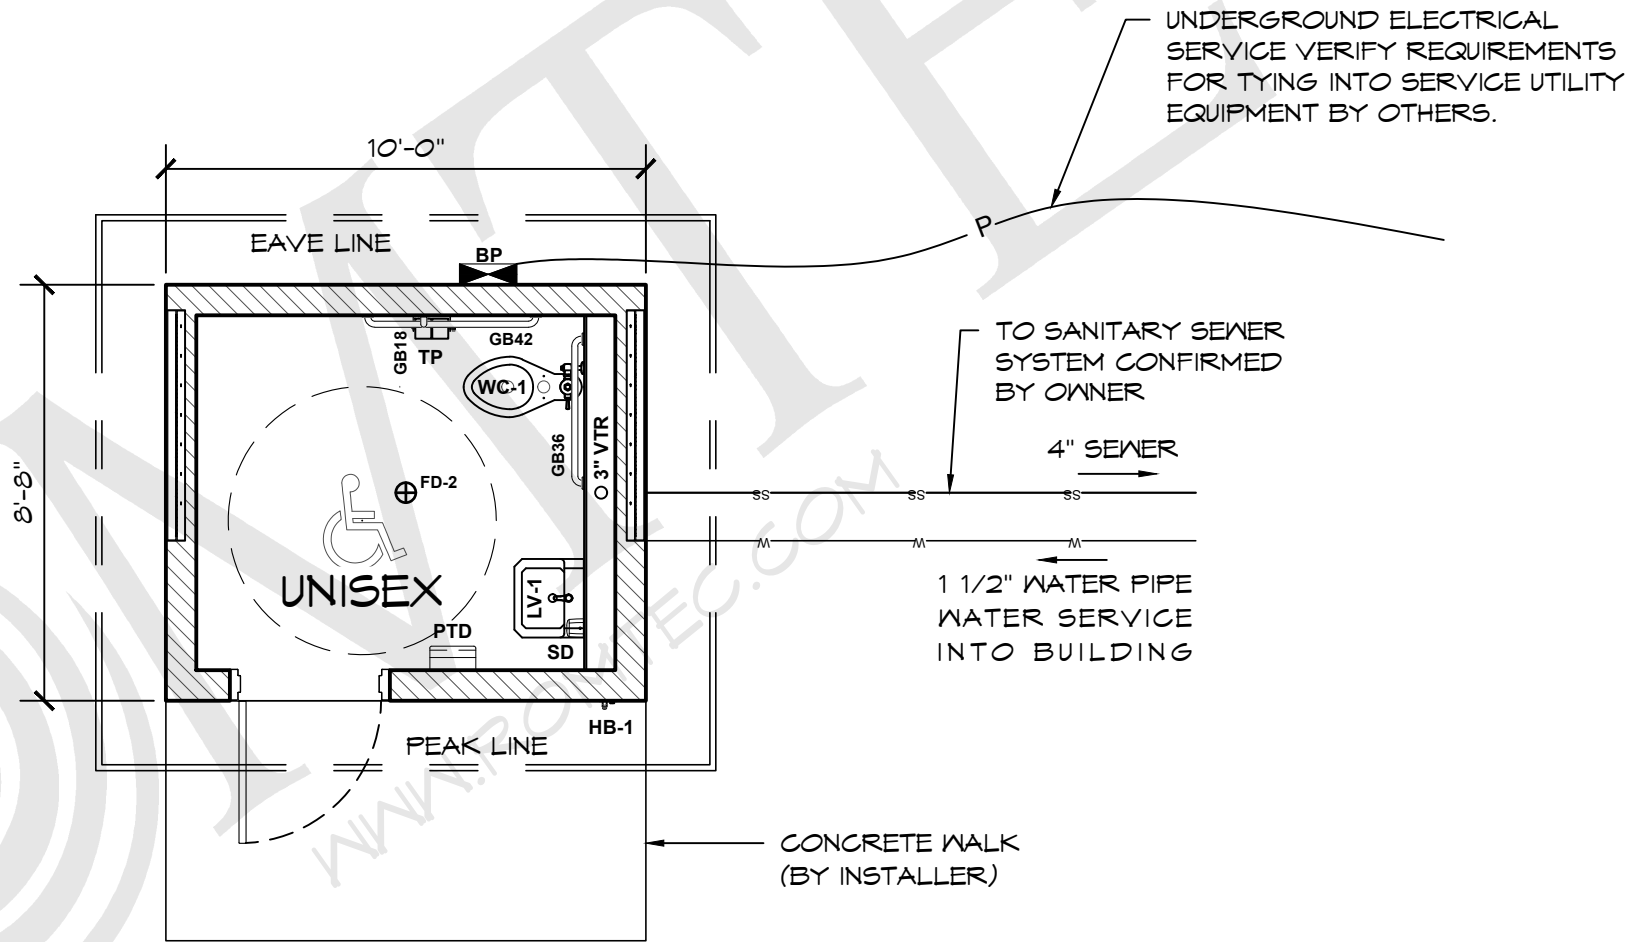 UNDERGROUND ELECTRICAL
SERVICE VERIFY REQUIREMENTS
FOR TYING INTO SERVICE UTILITY
EQUIPMENT BY OTHERS.
10'-0"
P
EAVE LINE
BP
GB18
TP
GB42
WC-1
GB36
3" VTR
TO SANITARY SEWER
SYSTEM CONFIRMED
BY OWNER
4" SEWER
8'-8"
FD-2
SS SS SS
W W W
UNISEX
LV-1
1 1/2" WATER PIPE
WATER SERVICE
INTO BUILDING
PTD
SD
HB-1
PEAK LINE
CONCRETE WALK
(BY INSTALLER)
WWW.ROMTEC.COM